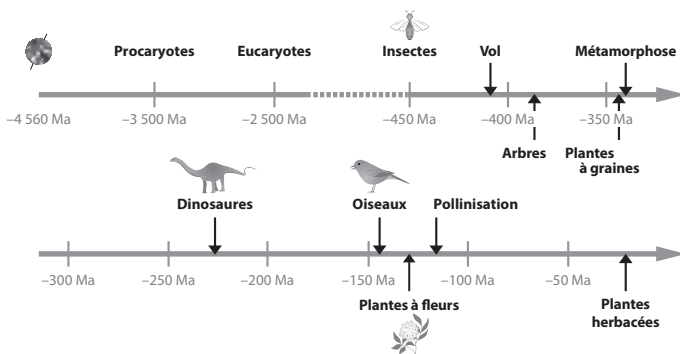 Procaryotes Eucaryotes Insectes Vol Métamorphose
–4 560 Ma –3 500 Ma –2 500 Ma –450 Ma –400 Ma –350 Ma
Arbres Plantes
à graines
Dinosaures Oiseaux Pollinisation
–300 Ma –250 Ma –200 Ma –150 Ma –100 Ma –50 Ma
Plantes à fleurs Plantes
herbacées